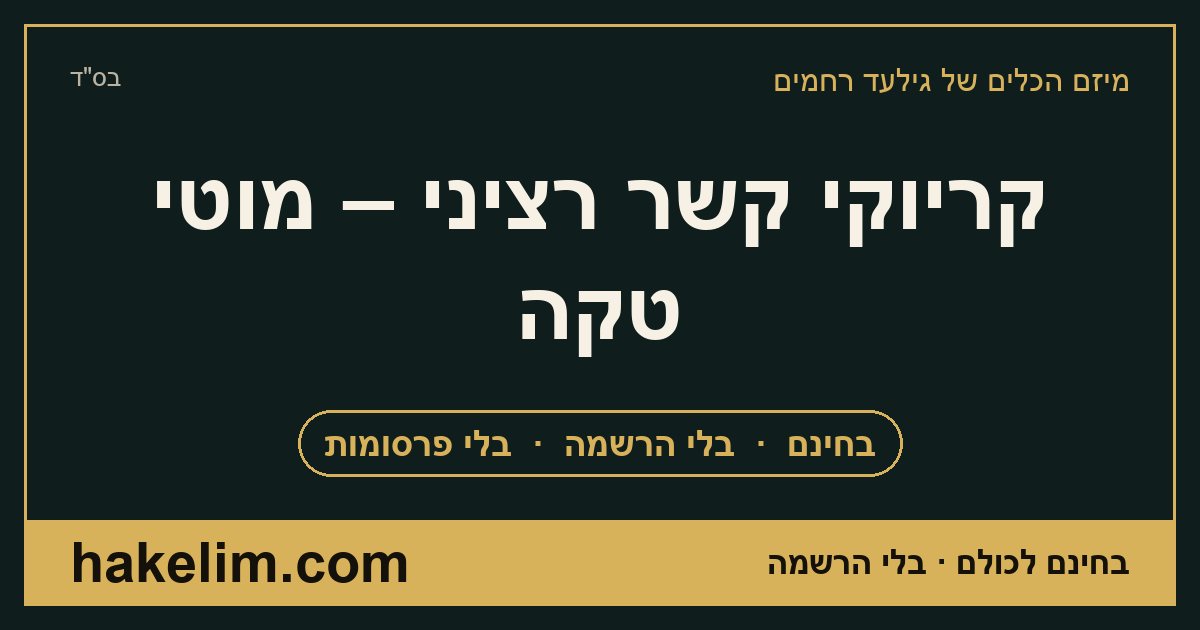 מיזם הכלים של גילעד רחמים
בס"ד
קריוקי קשר רציני – מוטי
טקה
בחינם · בלי הרשמה · בלי פרסומות
בחינם לכולם · בלי הרשמה
hakelim.com